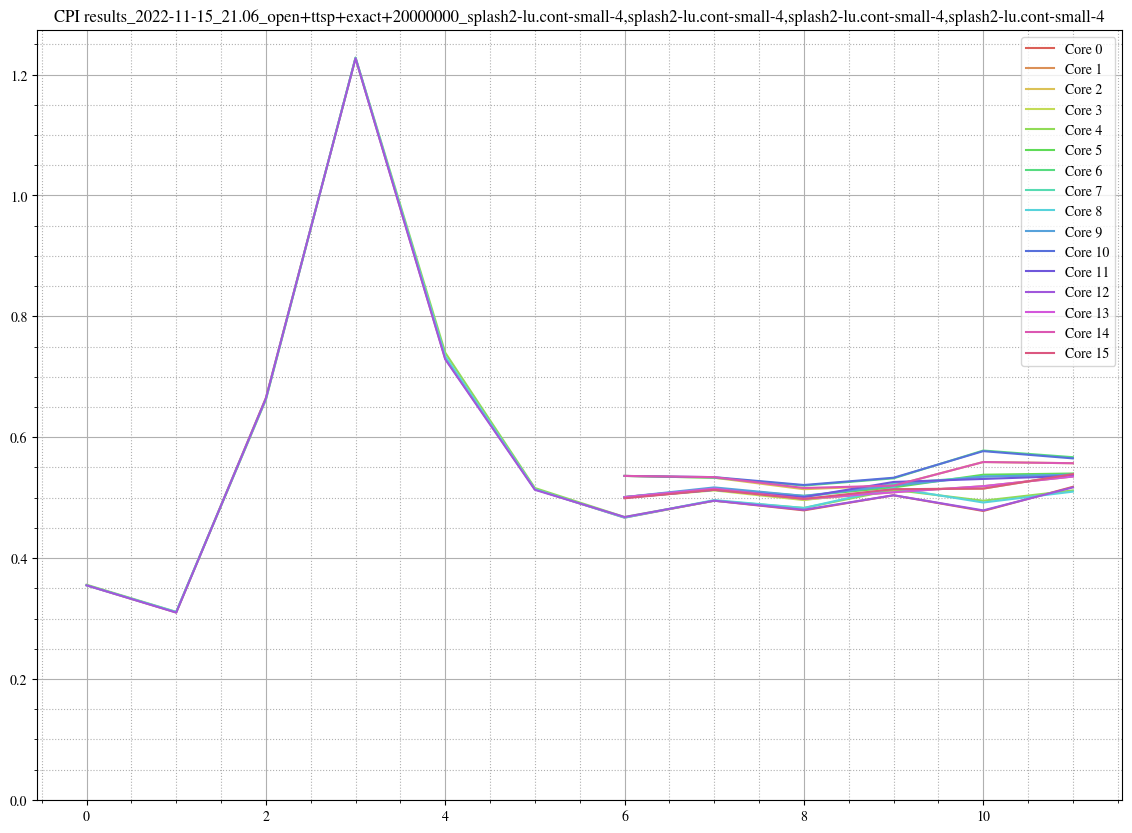 CPI results_2022-11-15_21.06_open+ttsp+exact+20000000_splash2-lu.cont-small-4,splash2-lu.cont-small-4,splash2-lu.cont-small-4,splash2-lu.cont-small-4
Core 0
Core 1
Core 2
Core 3
Core 4
Core 5
Core 6
Core 7
Core 8
Core 9
Core 10
Core 11
Core 12
Core 13
Core 14
Core 15
1.2
1.0
0.8
0.6
0.4
0.2
0.0
0 2 4 6 8 10